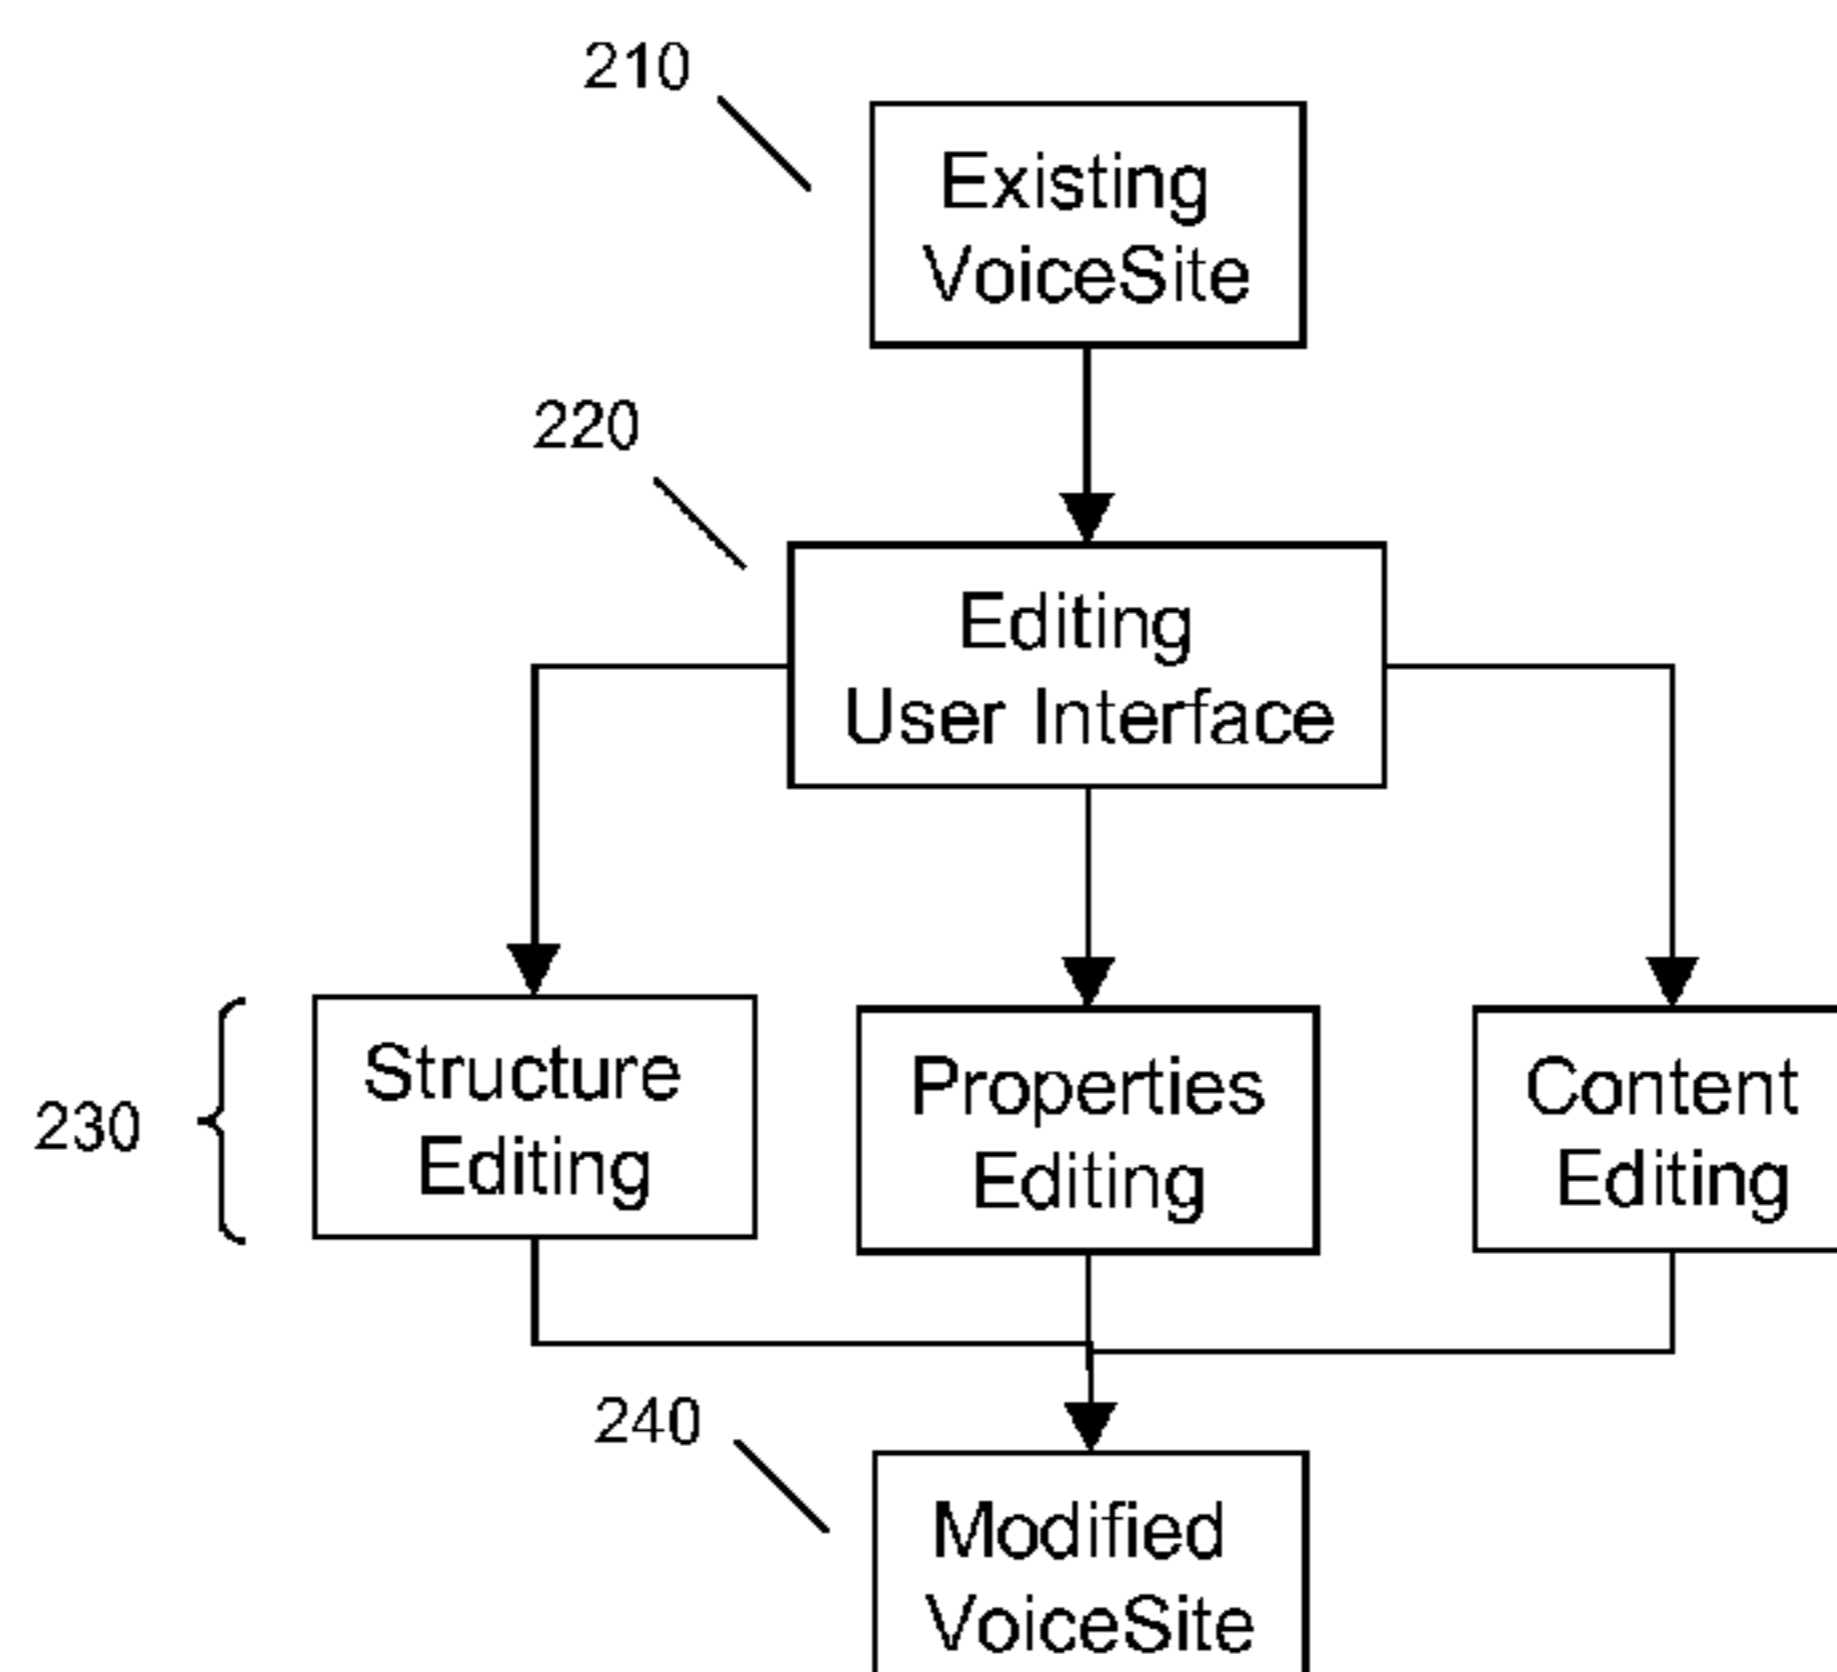 210
Existing
VoiceSite
220
Editing
User Interface
230
Structure
Editing
Properties
Editing
Content
Editing
240
Modified
VoiceSite